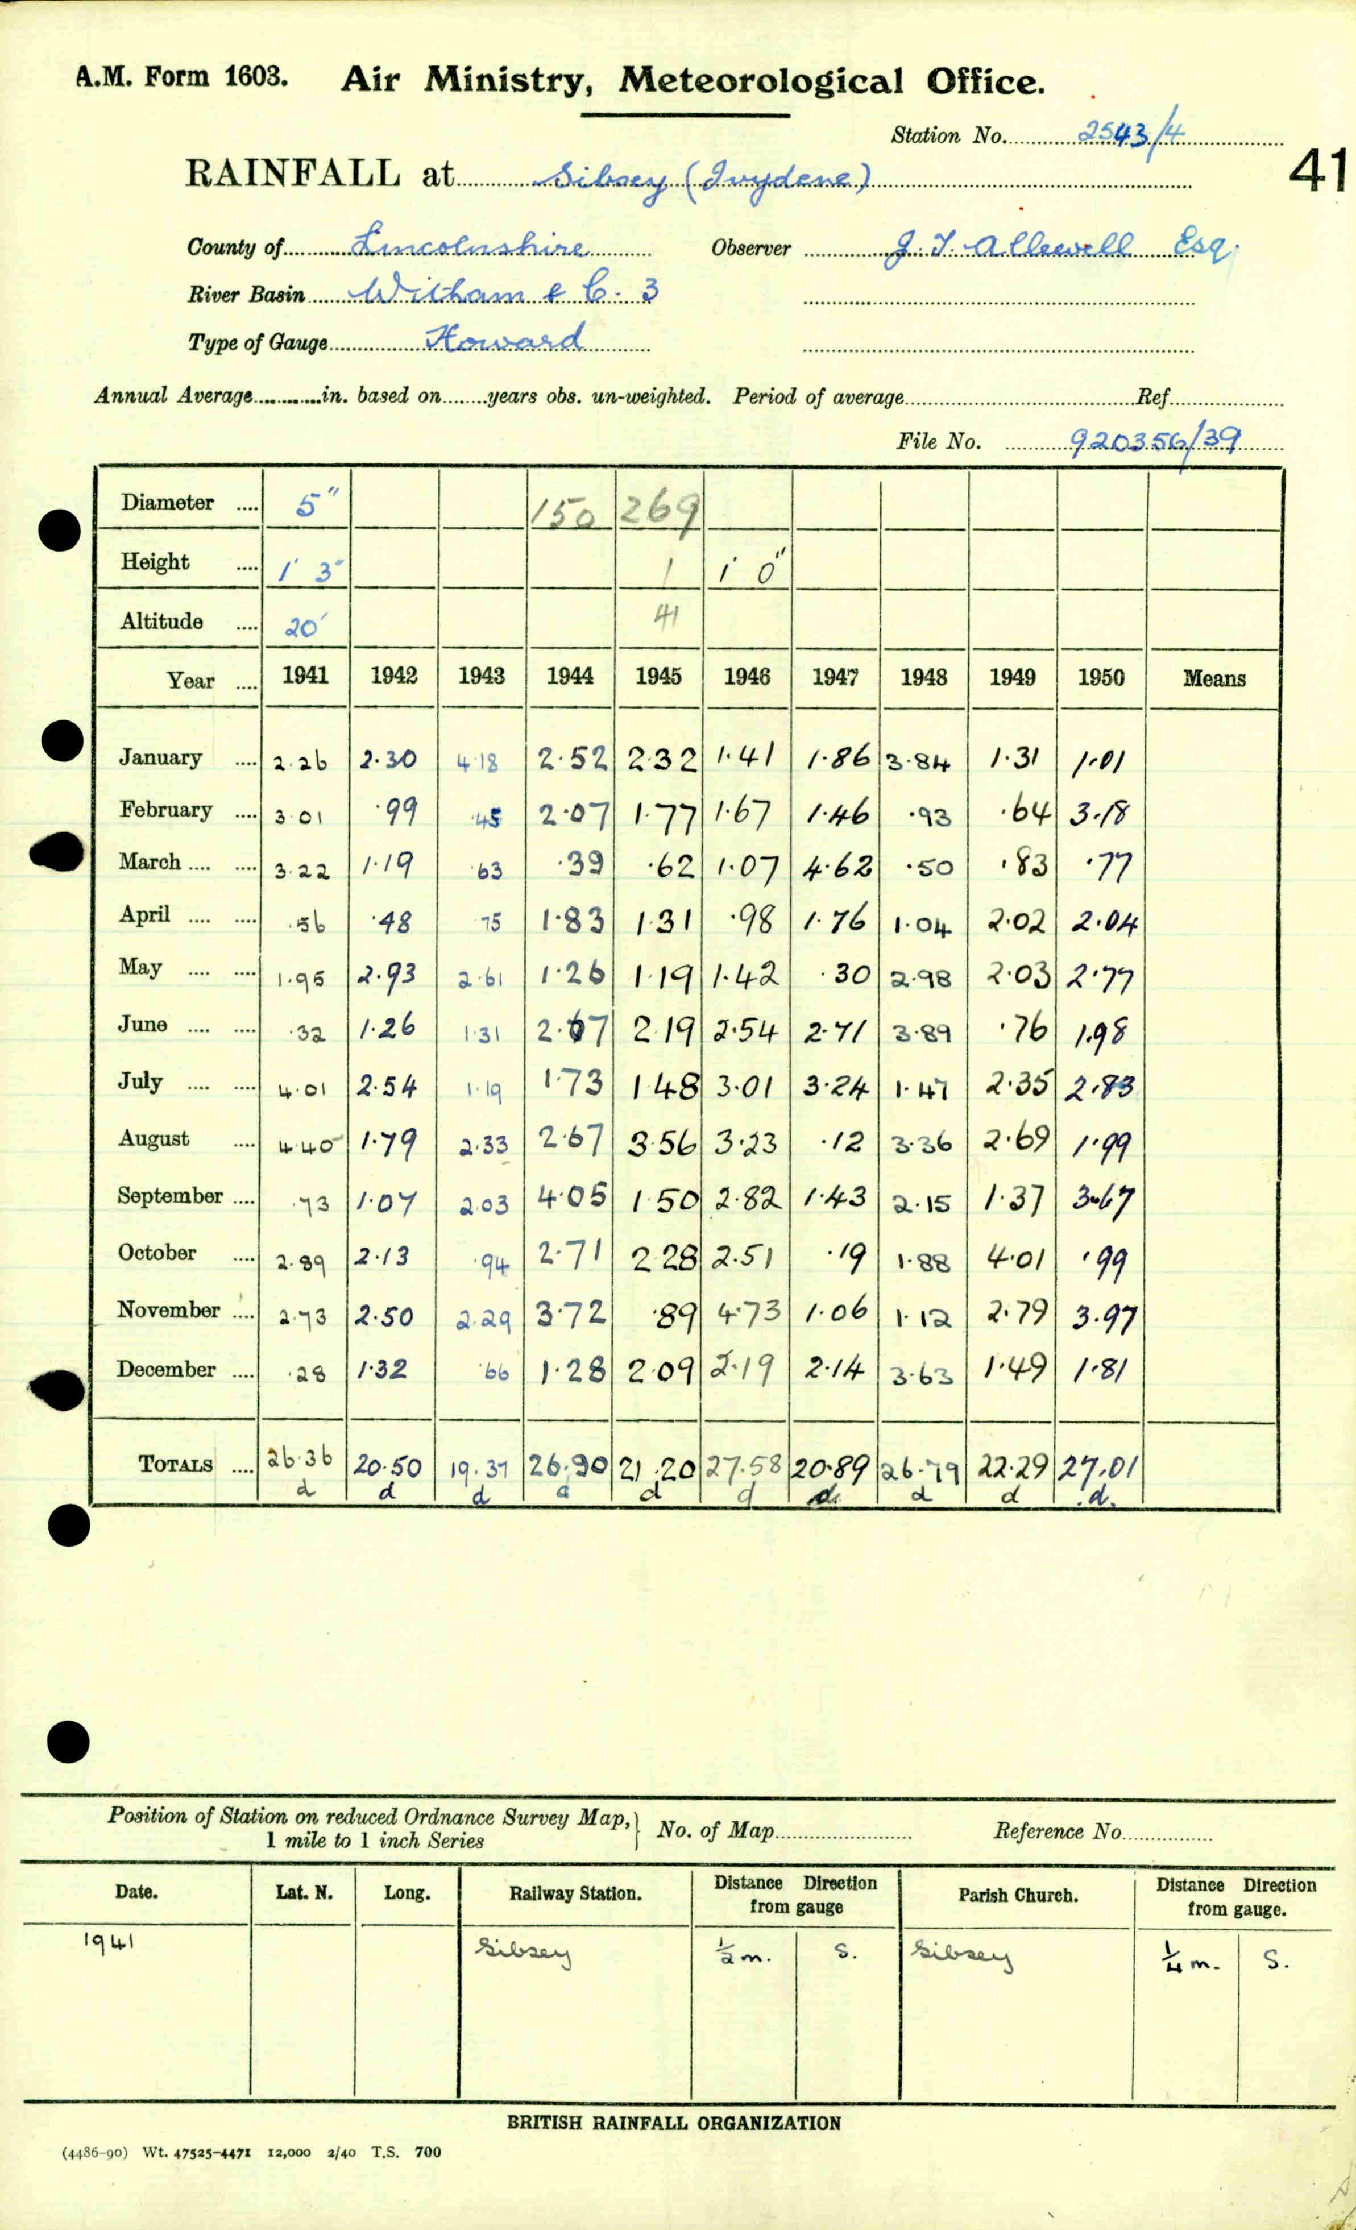 A.M. Form 1603. Air Ministry, Meteorological Office.
Station No. 2543/4
41
RAINFALL at Sibsey (Ivydene)
County of Lincolnshire Observer J. T. Allewell Esq.
River Basin Witham & C. 3
Type of Gauge Howard
Annual Average in. based on years obs. un-weighted. Period of average Ref
File No. 920356/39
Diameter 5" 150 269
Height 1' 3" 1 1' 0"
Altitude 20' 41
Year 1941 1942 1943 1944 1945 1946 1947 1948 1949 1950 Means
January 2.26 2.30 4.18 2.52 2.32 1.41 1.86 3.84 1.31 1.01
February 3.01 .99 .45 2.07 1.77 1.67 1.46 .93 .64 3.18
March 3.22 1.19 .63 .39 .62 1.07 4.62 .50 .83 .77
April .56 .48 .75 1.83 1.31 .98 1.76 1.04 2.02 2.04
May 1.95 2.93 2.61 1.26 1.19 1.42 .30 2.98 2.03 2.77
June .32 1.26 1.31 2.67 2.19 2.54 2.71 3.89 .76 1.98
July 4.01 2.54 1.19 1.73 1.48 3.01 3.24 1.47 2.35 2.83
August 4.40 1.79 2.33 2.67 3.56 3.23 .12 3.36 2.69 1.99
September .73 1.07 2.03 4.05 1.50 2.82 1.43 2.15 1.37 3.67
October 2.89 2.13 .94 2.71 2.28 2.51 .19 1.88 4.01 .99
November 2.73 2.50 2.29 3.72 .89 4.73 1.06 1.12 2.79 3.97
December .28 1.32 .66 1.28 2.09 2.19 2.14 3.63 1.49 1.81
TOTALS 26.36 20.50 19.37 26.90 21.20 27.58 20.89 26.79 22.29 27.01
d d d a d d d d d d.
Position of Station on reduced Ordnance Survey Map, 1 mile to 1 inch Series } No. of Map Reference No.
Date. Lat. N. Long. Railway Station. Distance Direction from gauge Parish Church. Distance Direction from gauge.
1941 Sibsey ½ m. S. Sibsey ¼ m. S.
BRITISH RAINFALL ORGANIZATION
(4486-90) Wt. 47525-4471 12,000 2/40 T.S. 700